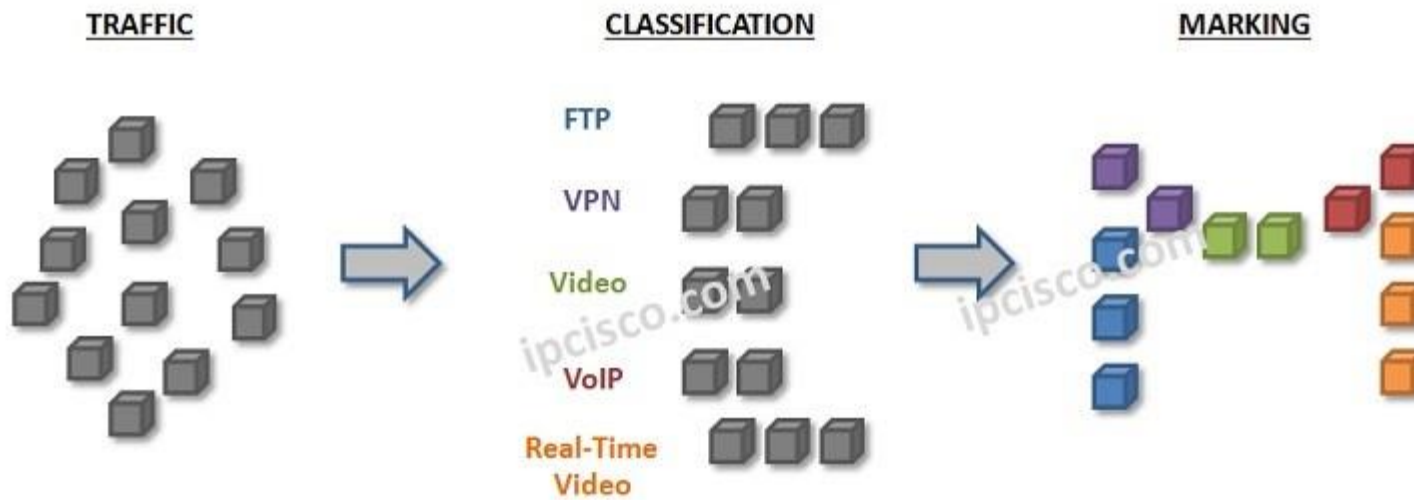 TRAFFIC
CLASSIFICATION
MARKING
FTP
VPN
Video
VoIP
Real-Time
Video
ipcisco.com
ipcisco.com